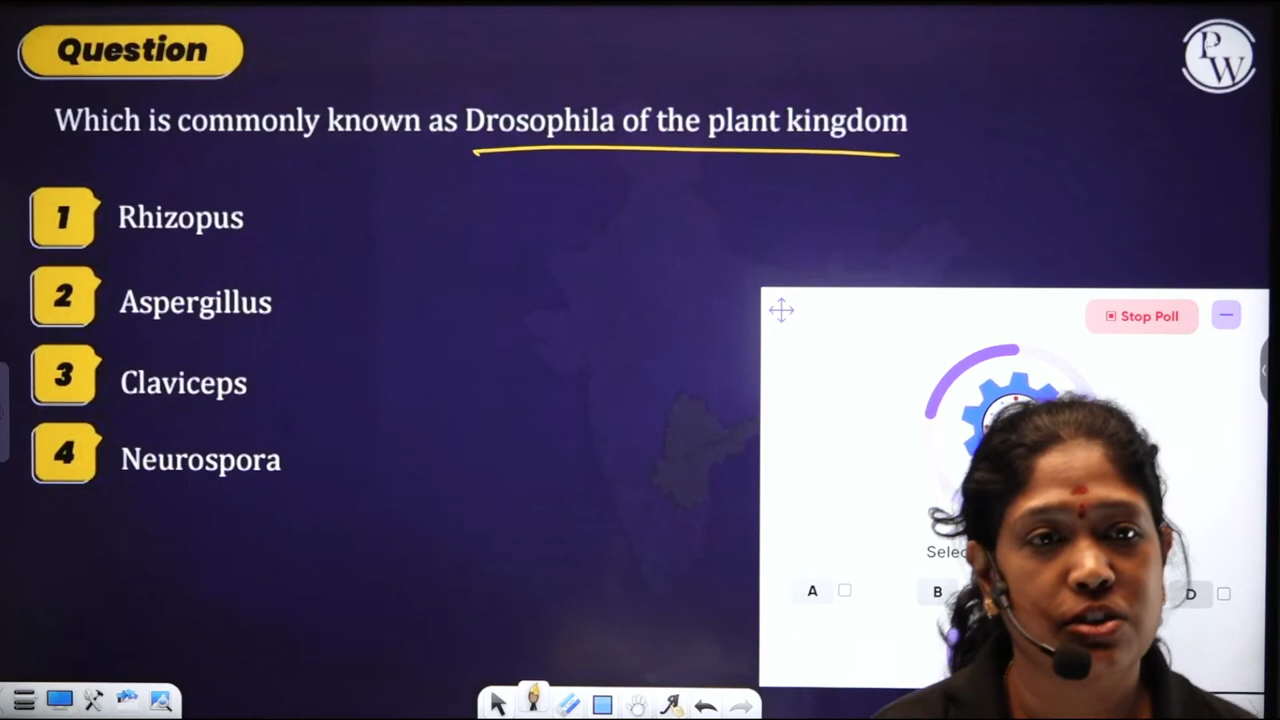 Question
PW
Which is commonly known as Drosophila of the plant kingdom
1 Rhizopus
2 Aspergillus
3 Claviceps
4 Neurospora
Stop Poll
A
B
D